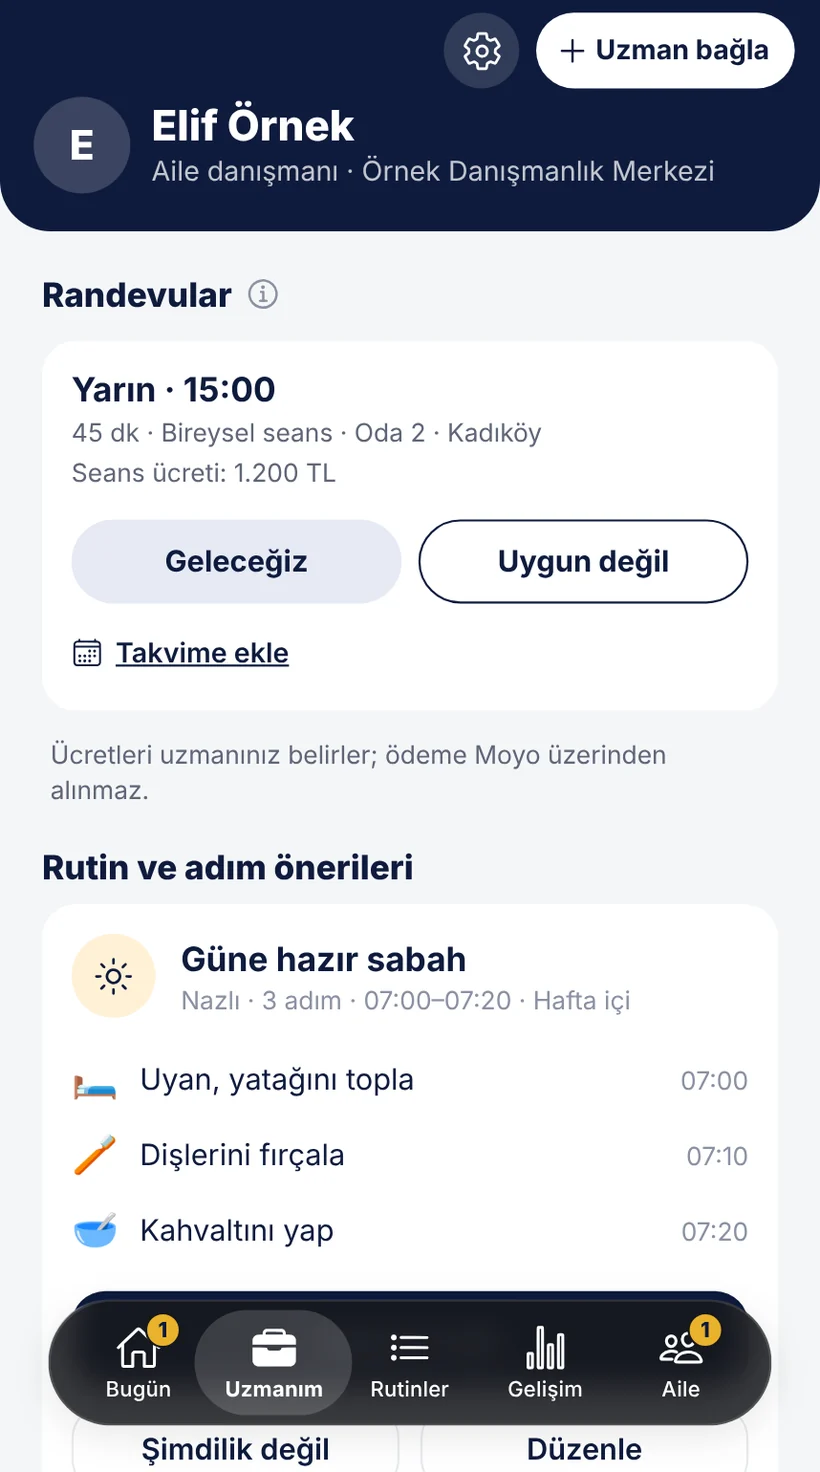 Uzman bağla
E
Elif Örnek
Aile danışmanı · Örnek Danışmanlık Merkezi
Randevular
Yarın · 15:00
45 dk · Bireysel seans · Oda 2 · Kadıköy
Seans ücreti: 1.200 TL
Geleceğiz
Uygun değil
Takvime ekle
Ücretleri uzmanınız belirler; ödeme Moyo üzerinden
alınmaz.
Rutin ve adım önerileri
Güne hazır sabah
Nazlı · 3 adım · 07:00–07:20 · Hafta içi
Uyan, yatağını topla 07:00
Dişlerini fırçala 07:10
Kahvaltını yap 07:20
1 1
Bugün Uzmanım Rutinler Gelişim Aile
Şimdilik değil Düzenle